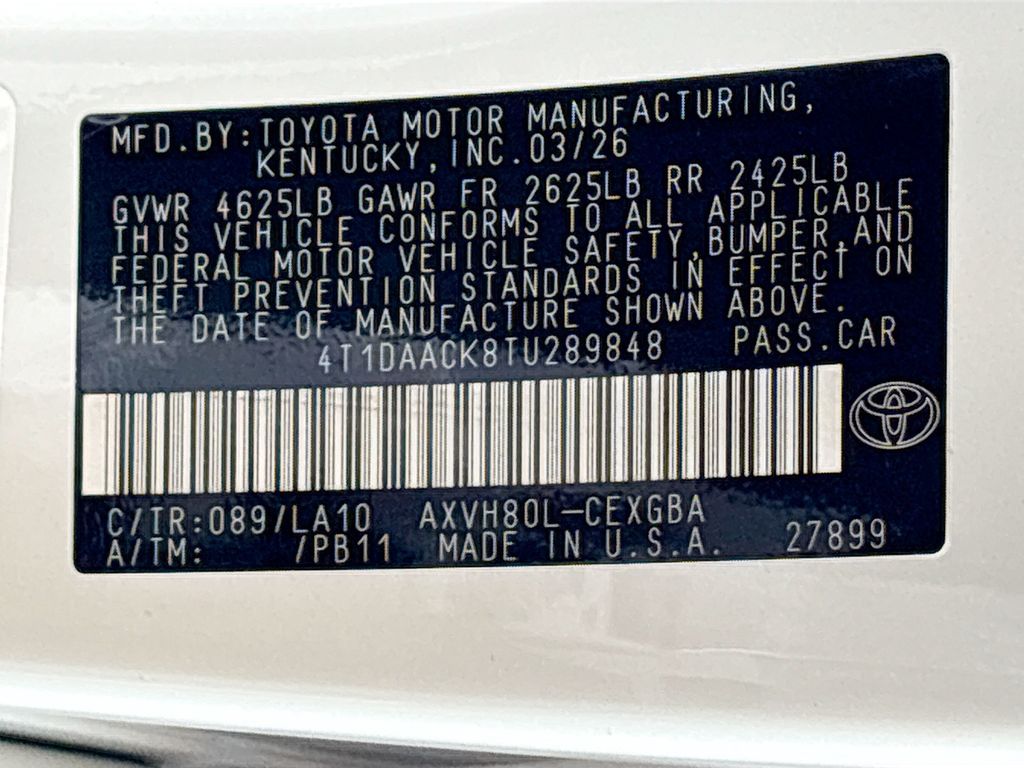 MFD.BY:TOYOTA MOTOR MANUFACTURING,
KENTUCKY,INC.03/26
GVWR 4625LB GAWR FR 2625LB RR 2425LB
THIS VEHICLE CONFORMS TO ALL APPLICABLE
FEDERAL MOTOR VEHICLE SAFETY,BUMPER,AND
THEFT PREVENTION STANDARDS IN EFFECT ON
THE DATE OF MANUFACTURE SHOWN ABOVE.
4T1DAACK8TU289848 PASS.CAR
C/TR:089/LA10 AXVH80L-CEXGBA
A/TM: /PB11 MADE IN U.S.A. 27899